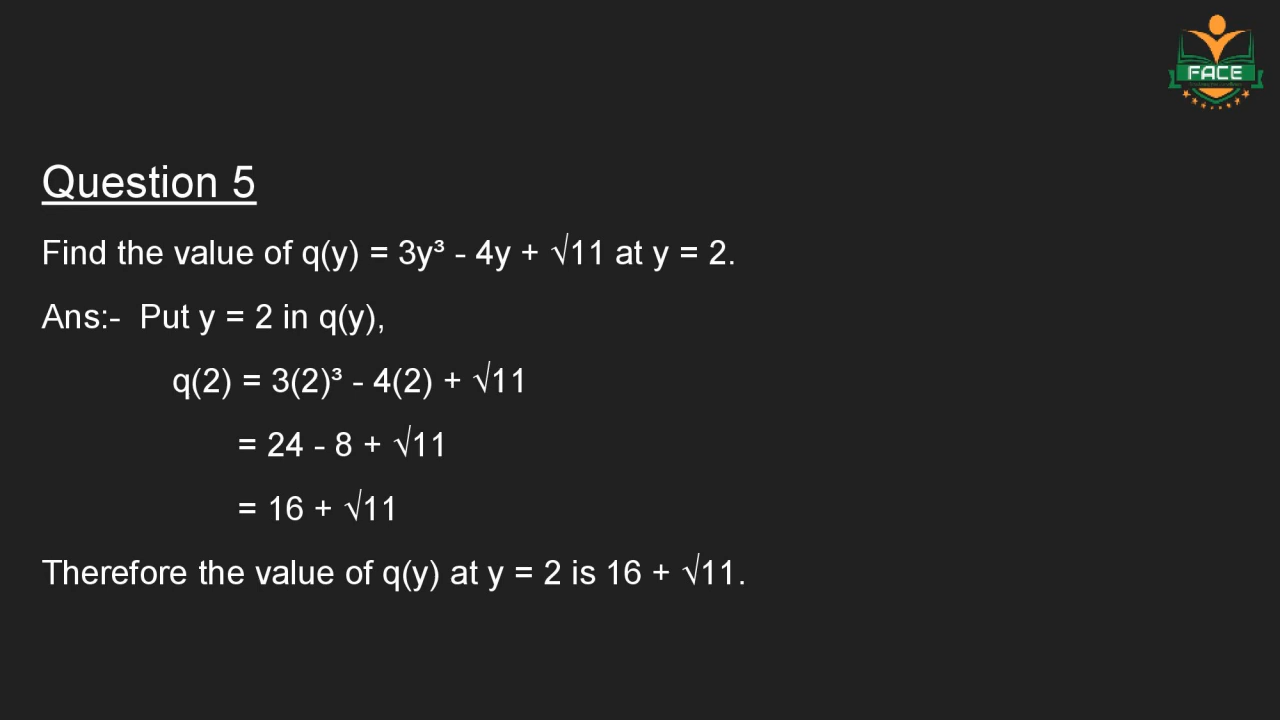 FACE
Question 5
Find the value of q(y) = 3y³ - 4y + √11 at y = 2.
Ans:- Put y = 2 in q(y),
q(2) = 3(2)³ - 4(2) + √11
= 24 - 8 + √11
= 16 + √11
Therefore the value of q(y) at y = 2 is 16 + √11.